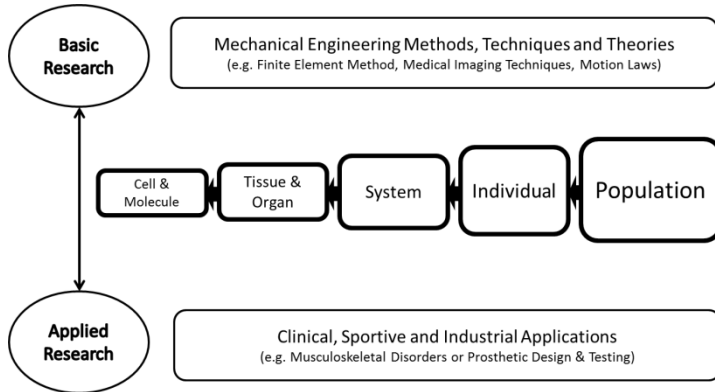 Basic
Research
Mechanical Engineering Methods, Techniques and Theories
(e.g. Finite Element Method, Medical Imaging Techniques, Motion Laws)
Cell &
Molecule
Tissue &
Organ
System
Individual
Population
Applied
Research
Clinical, Sportive and Industrial Applications
(e.g. Musculoskeletal Disorders or Prosthetic Design & Testing)